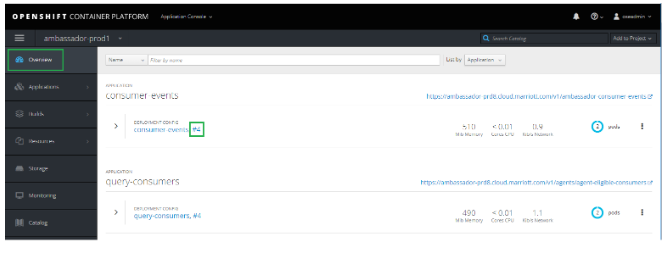 OPENSHIFT CONTAINER PLATFORM Application Console
ambassador-prod1
Search Catalog
Add to Project
Overview
Applications
Builds
Resources
Storage
Monitoring
Catalog
Name
Filter by name
List by Application
APPLICATION
consumer-events
https://ambassador-prd8.cloud.marriott.com/v1/ambassador-consumer-events
DEPLOYMENT CONFIG
consumer-events, #4
510 < 0.01 0.9
MiB Memory Cores CPU KiB/s Network
2 pods
APPLICATION
query-consumers
https://ambassador-prd8.cloud.marriott.com/v1/agents/agent-eligible-consumers
DEPLOYMENT CONFIG
query-consumers, #4
490 < 0.01 1.1
MiB Memory Cores CPU KiB/s Network
2 pods